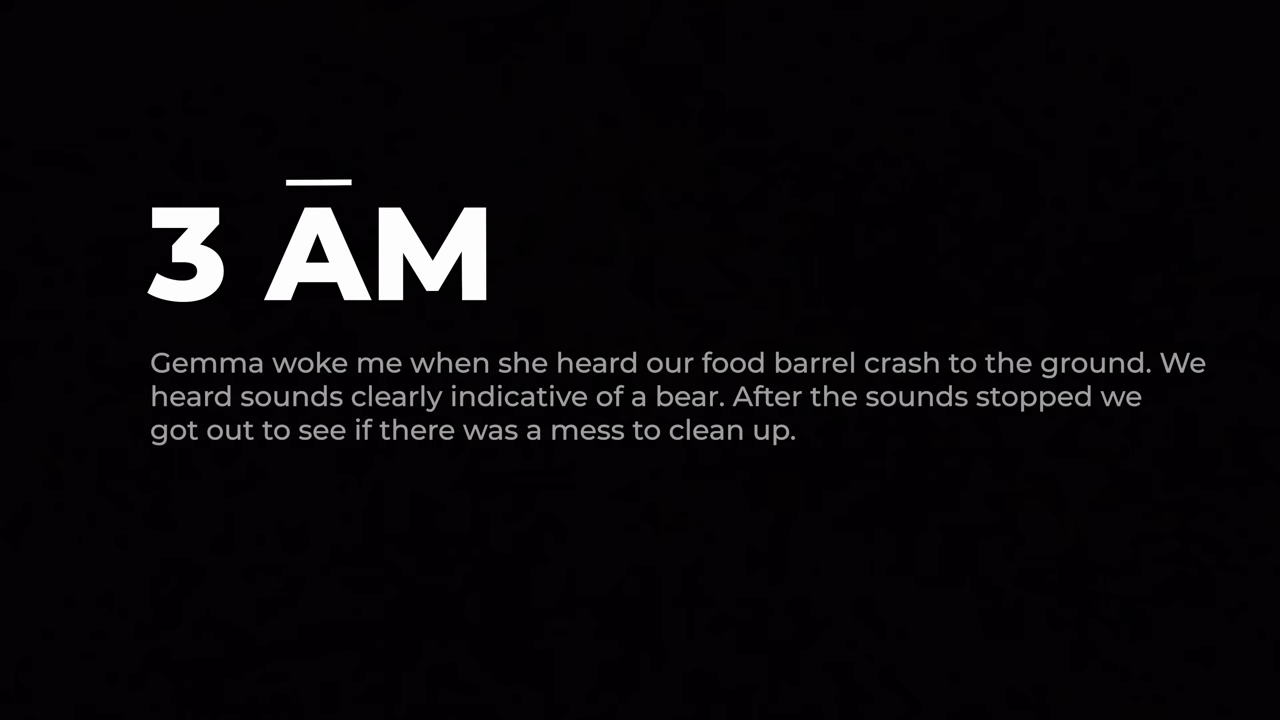 3 ĀM
Gemma woke me when she heard our food barrel crash to the ground. We
heard sounds clearly indicative of a bear. After the sounds stopped we
got out to see if there was a mess to clean up.